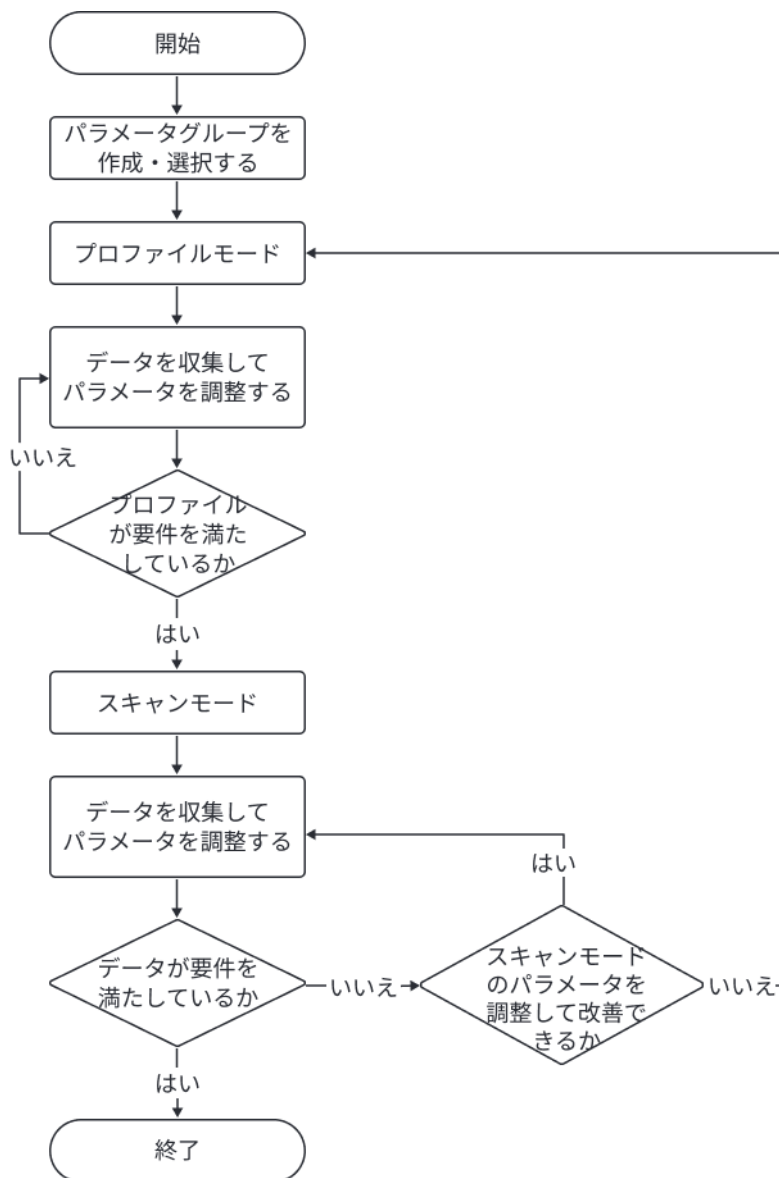 開始
パラメータグループを
作成・選択する
プロファイルモード
データを収集して
パラメータを調整する
いいえ
プロファイル
が要件を満た
しているか
はい
スキャンモード
データを収集して
パラメータを調整する
はい
データが要件を
満たしているか
いいえ
スキャンモード
のパラメータを
調整して改善で
きるか
いいえ
はい
終了